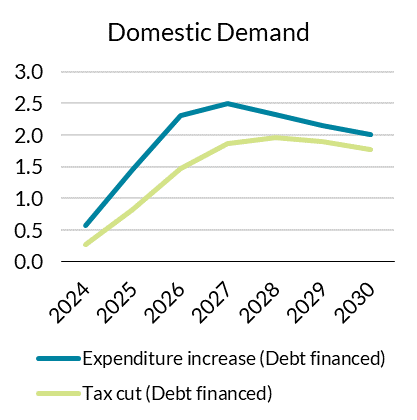 Domestic Demand
3.0
2.5
2.0
1.5
1.0
0.5
0.0
2024 2025 2026 2027 2028 2029 2030
Expenditure increase (Debt financed)
Tax cut (Debt financed)